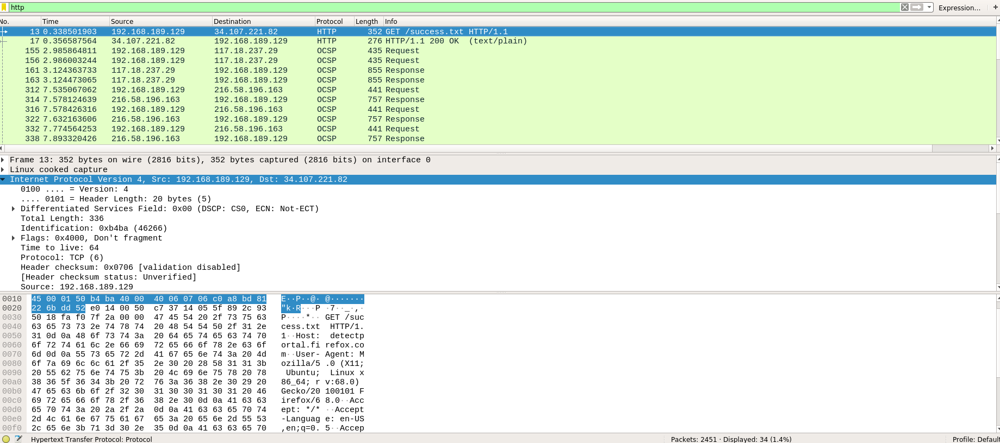 http Expression... +
No. Time Source Destination Protocol Length Info
13 0.338501903 192.168.189.129 34.107.221.82 HTTP 352 GET /success.txt HTTP/1.1
17 0.356587564 34.107.221.82 192.168.189.129 HTTP 276 HTTP/1.1 200 OK (text/plain)
155 2.985864811 192.168.189.129 117.18.237.29 OCSP 435 Request
156 2.986003244 192.168.189.129 117.18.237.29 OCSP 435 Request
161 3.124363733 117.18.237.29 192.168.189.129 OCSP 855 Response
163 3.124473065 117.18.237.29 192.168.189.129 OCSP 855 Response
312 7.535067062 192.168.189.129 216.58.196.163 OCSP 441 Request
314 7.578124639 216.58.196.163 192.168.189.129 OCSP 757 Response
316 7.578426316 192.168.189.129 216.58.196.163 OCSP 441 Request
322 7.632163606 216.58.196.163 192.168.189.129 OCSP 757 Response
332 7.774564253 192.168.189.129 216.58.196.163 OCSP 441 Request
338 7.893320426 216.58.196.163 192.168.189.129 OCSP 757 Response
Frame 13: 352 bytes on wire (2816 bits), 352 bytes captured (2816 bits) on interface 0
Linux cooked capture
Internet Protocol Version 4, Src: 192.168.189.129, Dst: 34.107.221.82
0100 .... = Version: 4
.... 0101 = Header Length: 20 bytes (5)
Differentiated Services Field: 0x00 (DSCP: CS0, ECN: Not-ECT)
Total Length: 336
Identification: 0xb4ba (46266)
Flags: 0x4000, Don't fragment
Time to live: 64
Protocol: TCP (6)
Header checksum: 0x0706 [validation disabled]
[Header checksum status: Unverified]
Source: 192.168.189.129
0010 45 00 01 50 b4 ba 40 00 40 06 07 06 c0 a8 bd 81 E··P··@· @·······
0020 22 6b dd 52 e0 14 00 50 c7 37 14 05 5f 89 2c 93 "k·R···P ·7··_·,·
0030 50 18 fa f0 7f 2a 00 00 47 45 54 20 2f 73 75 63 P····*·· GET /suc
0040 63 65 73 73 2e 74 78 74 20 48 54 54 50 2f 31 2e cess.txt HTTP/1.
0050 31 0d 0a 48 6f 73 74 3a 20 64 65 74 65 63 74 70 1··Host: detectp
0060 6f 72 74 61 6c 2e 66 69 72 65 66 6f 78 2e 63 6f ortal.fi refox.co
0070 6d 0d 0a 55 73 65 72 2d 41 67 65 6e 74 3a 20 4d m··User- Agent: M
0080 6f 7a 69 6c 6c 61 2f 35 2e 30 20 28 58 31 31 3b ozilla/5 .0 (X11;
0090 20 55 62 75 6e 74 75 3b 20 4c 69 6e 75 78 20 78 Ubuntu; Linux x
00a0 38 36 5f 36 34 3b 20 72 76 3a 36 38 2e 30 29 20 86_64; r v:68.0)
00b0 47 65 63 6b 6f 2f 32 30 31 30 30 31 30 31 20 46 Gecko/20 100101 F
00c0 69 72 65 66 6f 78 2f 36 38 2e 30 0d 0a 41 63 63 irefox/6 8.0··Acc
00d0 65 70 74 3a 20 2a 2f 2a 0d 0a 41 63 63 65 70 74 ept: */* ··Accept
00e0 2d 4c 61 6e 67 75 61 67 65 3a 20 65 6e 2d 55 53 -Languag e: en-US
00f0 2c 65 6e 3b 71 3d 30 2e 35 0d 0a 41 63 63 65 70 ,en;q=0. 5··Accep
Hypertext Transfer Protocol: Protocol Packets: 2451 · Displayed: 34 (1.4%) Profile: Default